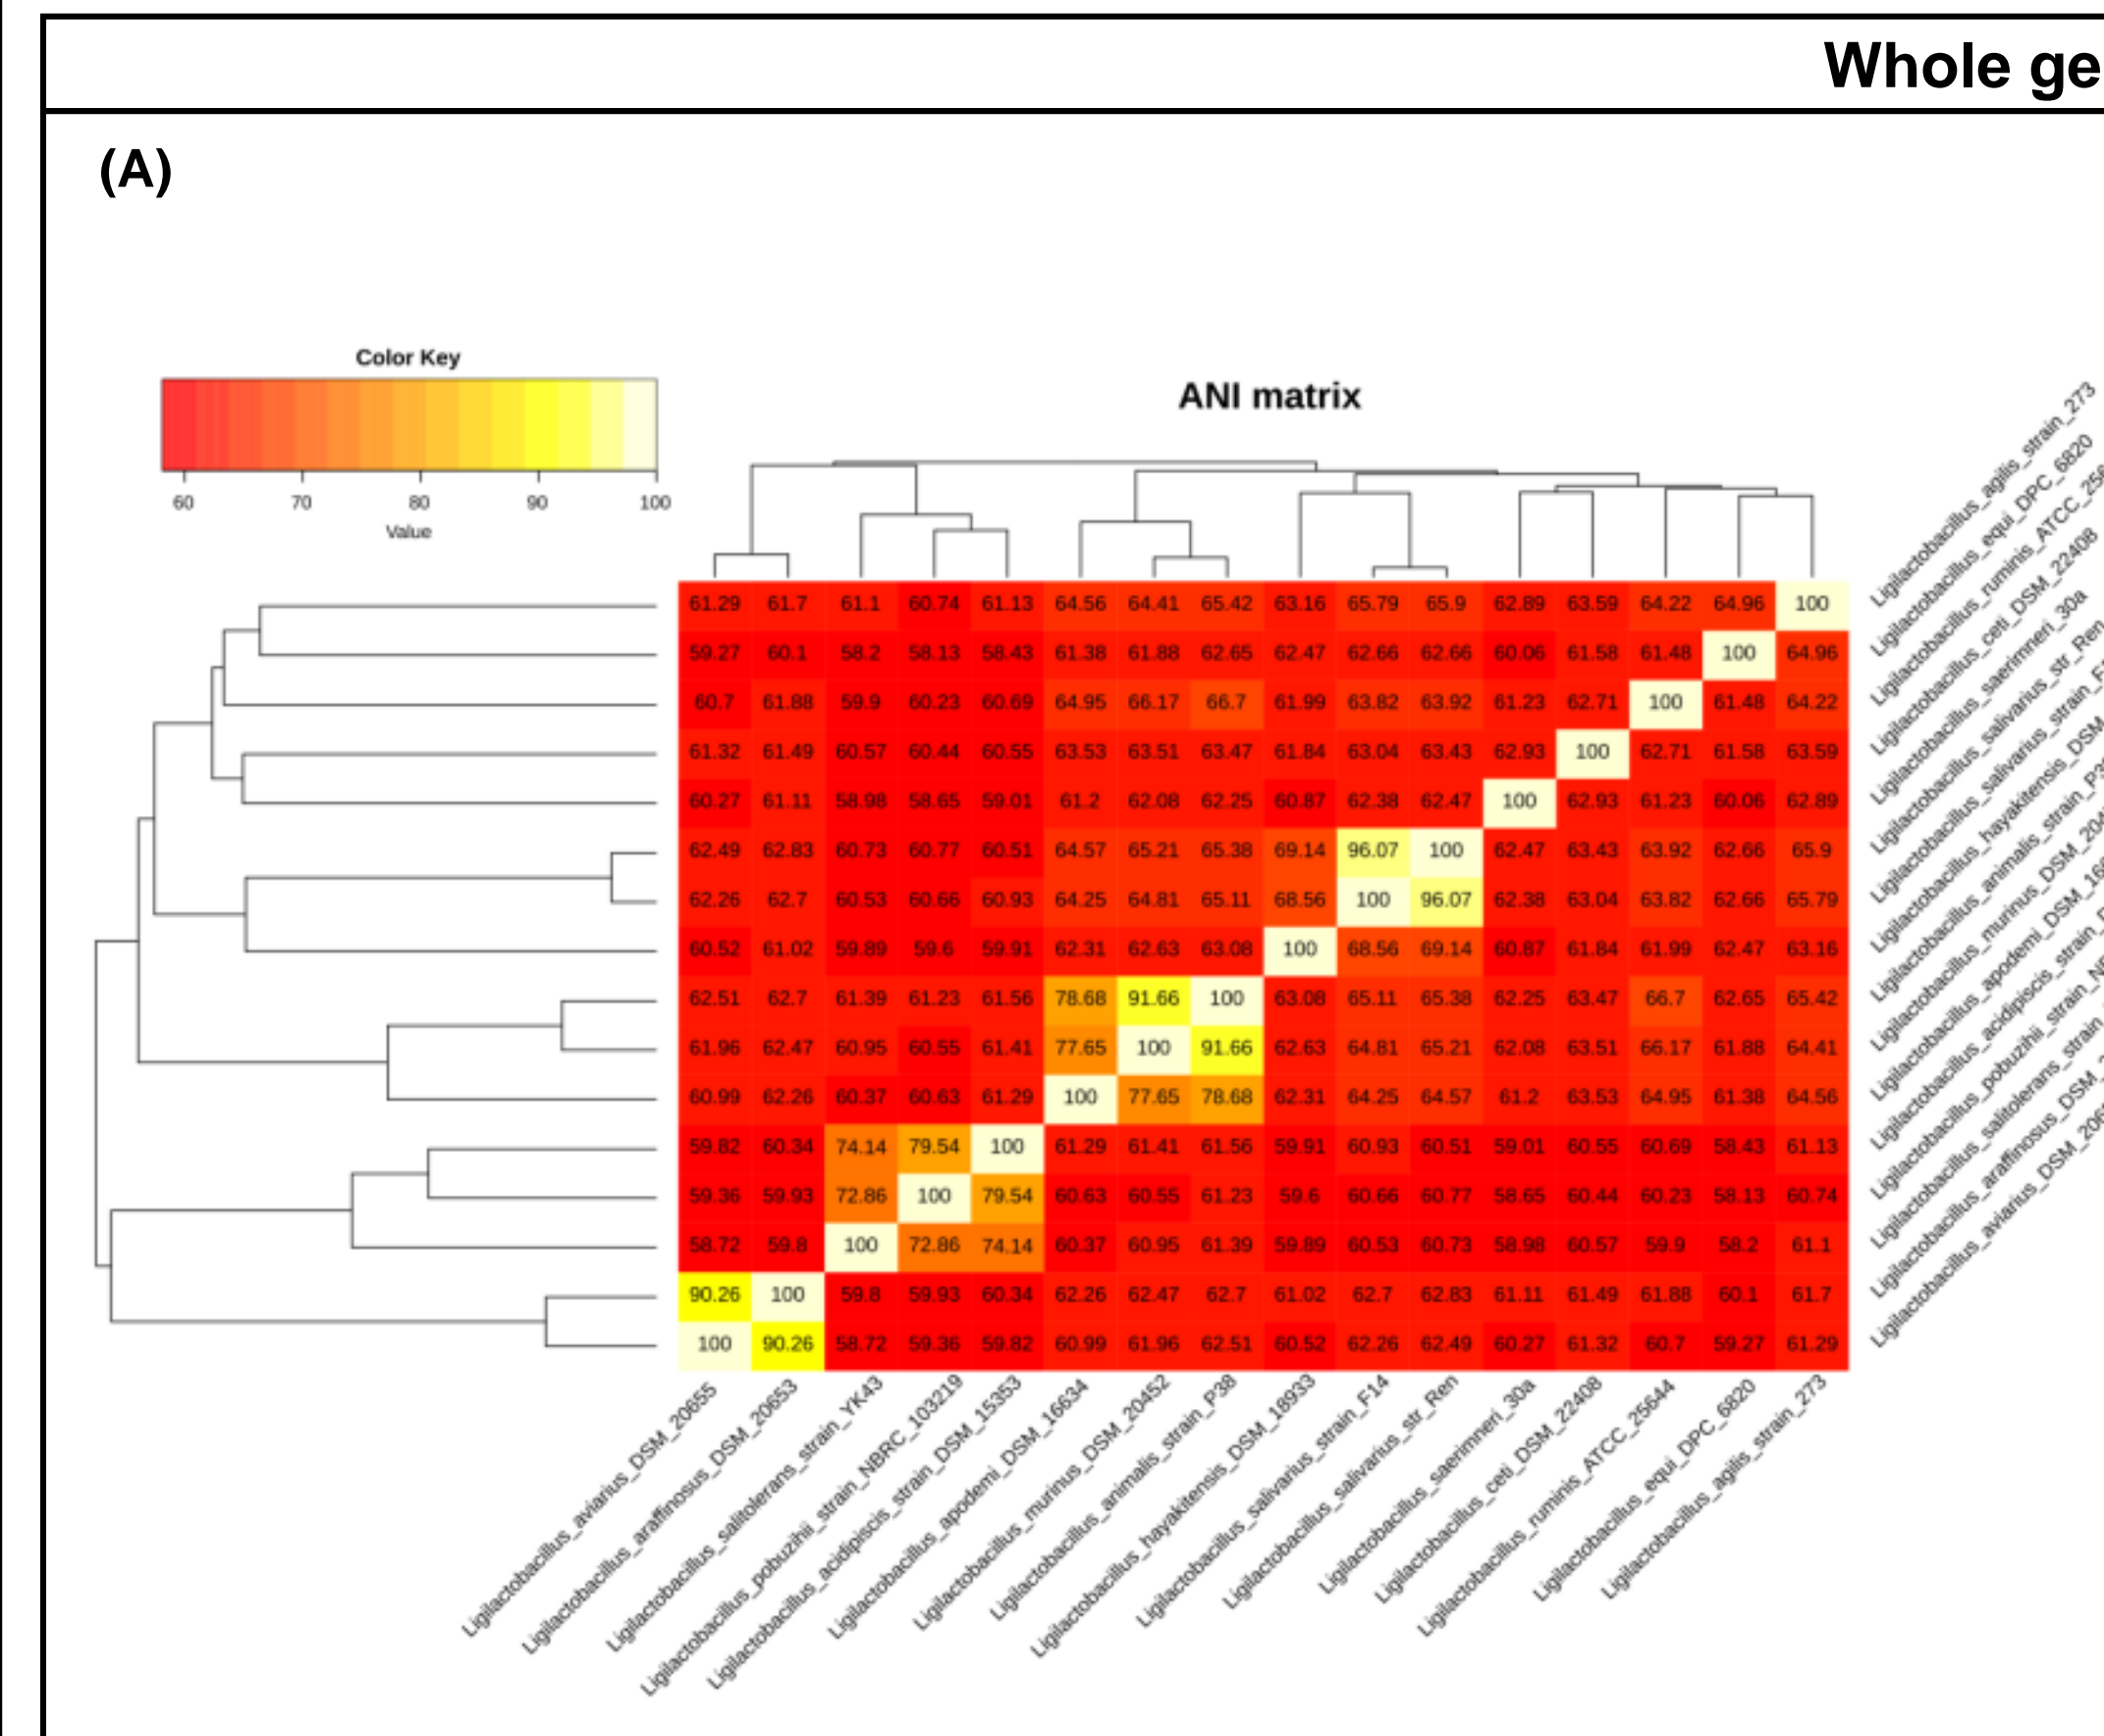 Whole ge
(A)
Color Key
60 70 80 90 100
Value
ANI matrix
Ligilactobacillus_agilis_strain_273
Ligilactobacillus_equi_DPC_6820
Ligilactobacillus_ruminis_ATCC_256
Ligilactobacillus_ceti_DSM_22408
Ligilactobacillus_saerimneri_30a
Ligilactobacillus_salivarius_str_Ren
Ligilactobacillus_salivarius_strain_F
Ligilactobacillus_hayakitensis_DSM
Ligilactobacillus_animalis_strain_P3
Ligilactobacillus_murinus_DSM_204
Ligilactobacillus_apodemi_DSM_16
Ligilactobacillus_acidipiscis_strain
Ligilactobacillus_pobuzihii_strain_N
Ligilactobacillus_salitolerans_strain
Ligilactobacillus_araffinosus_DSM
Ligilactobacillus_aviarius_DSM_206
61.29 61.7 61.1 60.74 61.13 64.56 64.41 65.42 63.16 65.79 65.9 62.89 63.59 64.22 64.96 100
59.27 60.1 58.2 58.13 58.43 61.38 61.88 62.65 62.47 62.66 62.66 60.06 61.58 61.48 100 64.96
60.7 61.88 59.9 60.23 60.69 64.95 66.17 66.7 61.99 63.82 63.92 61.23 62.71 100 61.48 64.22
61.32 61.49 60.57 60.44 60.55 63.53 63.51 63.47 61.84 63.04 63.43 62.93 100 62.71 61.58 63.59
60.27 61.11 58.98 58.65 59.01 61.2 62.08 62.25 60.87 62.38 62.47 100 62.93 61.23 60.06 62.89
62.49 62.83 60.73 60.77 60.51 64.57 65.21 65.38 69.14 96.07 100 62.47 63.43 63.92 62.66 65.9
62.26 62.7 60.53 60.66 60.93 64.25 64.81 65.11 68.56 100 96.07 62.38 63.04 63.82 62.66 65.79
60.52 61.02 59.89 59.6 59.91 62.31 62.63 63.08 100 68.56 69.14 60.87 61.84 61.99 62.47 63.16
62.51 62.7 61.39 61.23 61.56 78.68 91.66 100 63.08 65.11 65.38 62.25 63.47 66.7 62.65 65.42
61.96 62.47 60.95 60.55 61.41 77.65 100 91.66 62.63 64.81 65.21 62.08 63.51 66.17 61.88 64.41
60.99 62.26 60.37 60.63 61.29 100 77.65 78.68 62.31 64.25 64.57 61.2 63.53 64.95 61.38 64.56
59.82 60.34 74.14 79.54 100 61.29 61.41 61.56 59.91 60.93 60.51 59.01 60.55 60.69 58.43 61.13
59.36 59.93 72.86 100 79.54 60.63 60.55 61.23 59.6 60.66 60.77 58.65 60.44 60.23 58.13 60.74
58.72 59.8 100 72.86 74.14 60.37 60.95 61.39 59.89 60.53 60.73 58.98 60.57 59.9 58.2 61.1
90.26 100 59.8 59.93 60.34 62.26 62.47 62.7 61.02 62.7 62.83 61.11 61.49 61.88 60.1 61.7
100 90.26 58.72 59.36 59.82 60.99 61.96 62.51 60.52 62.26 62.49 60.27 61.32 60.7 59.27 61.29
Ligilactobacillus_aviarius_DSM_20655
Ligilactobacillus_araffinosus_DSM_20653
Ligilactobacillus_salitolerans_strain_YK43
Ligilactobacillus_pobuzihii_strain_NBRC_103219
Ligilactobacillus_acidipiscis_strain_DSM_15353
Ligilactobacillus_apodemi_DSM_16634
Ligilactobacillus_murinus_DSM_20452
Ligilactobacillus_animalis_strain_P38
Ligilactobacillus_hayakitensis_DSM_18933
Ligilactobacillus_salivarius_strain_F14
Ligilactobacillus_salivarius_str_Ren
Ligilactobacillus_saerimneri_30a
Ligilactobacillus_ceti_DSM_22408
Ligilactobacillus_ruminis_ATCC_25644
Ligilactobacillus_equi_DPC_6820
Ligilactobacillus_agilis_strain_273